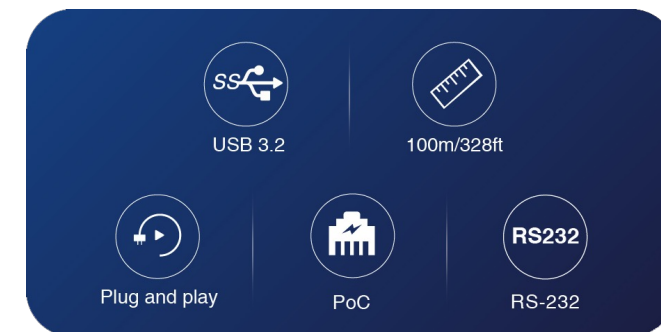 SS
USB 3.2
100m/328ft
RS232
Plug and play
PoC
RS-232